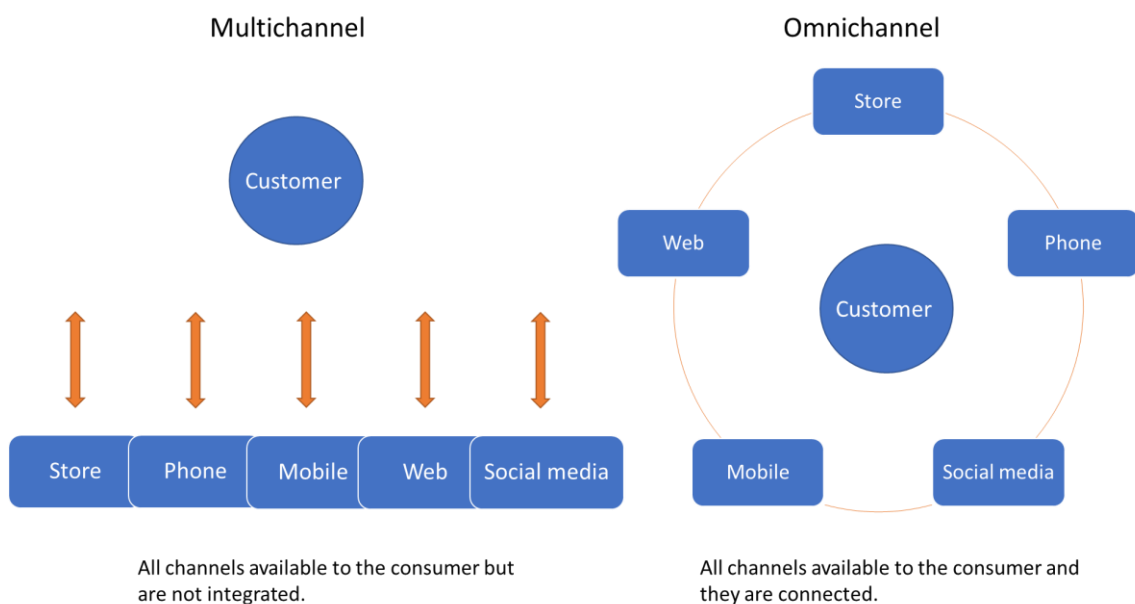 Multichannel
Customer
Store
Phone
Mobile
Web
Social media
All channels available to the consumer but
are not integrated.
Omnichannel
Store
Web
Phone
Customer
Mobile
Social media
All channels available to the consumer and
they are connected.